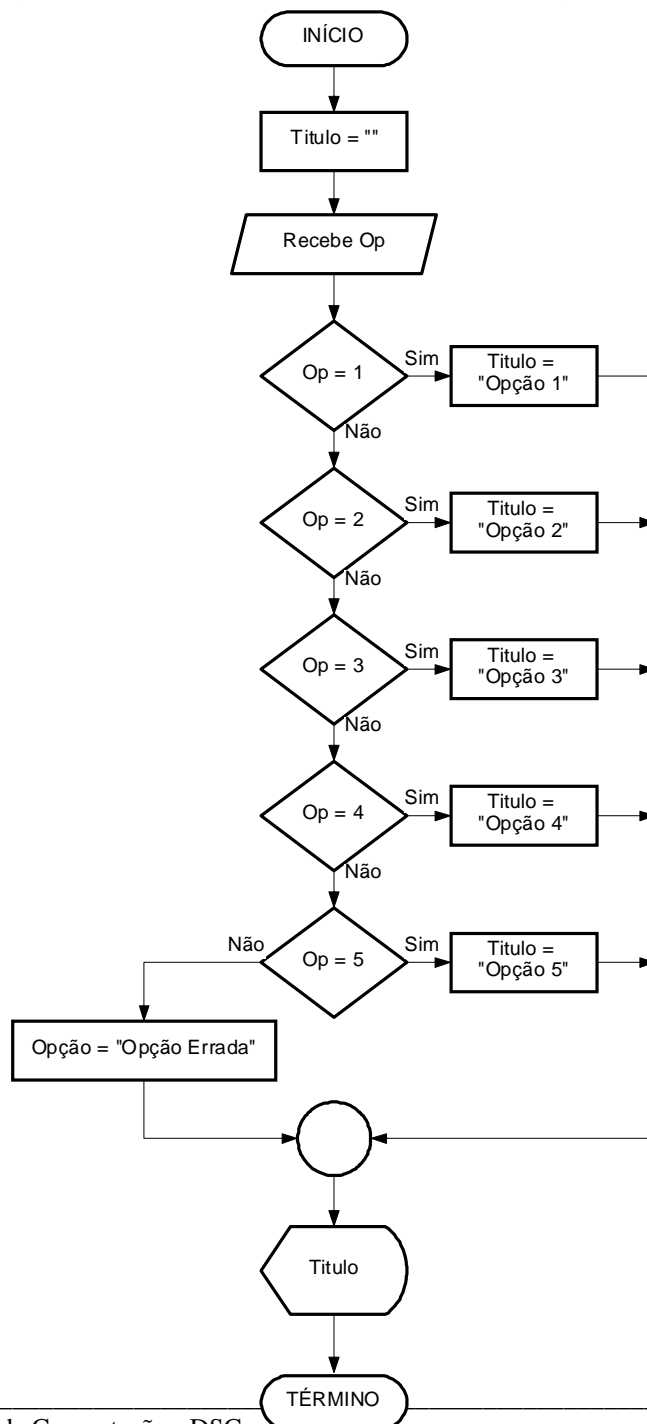 INÍCIO
Titulo = ""
Recebe Op
Op = 1
Sim
Titulo =
"Opção 1"
Não
Op = 2
Sim
Titulo =
"Opção 2"
Não
Op = 3
Sim
Titulo =
"Opção 3"
Não
Op = 4
Sim
Titulo =
"Opção 4"
Não
Não
Op = 5
Sim
Titulo =
"Opção 5"
Opção = "Opção Errada"
Titulo
TÉRMINO